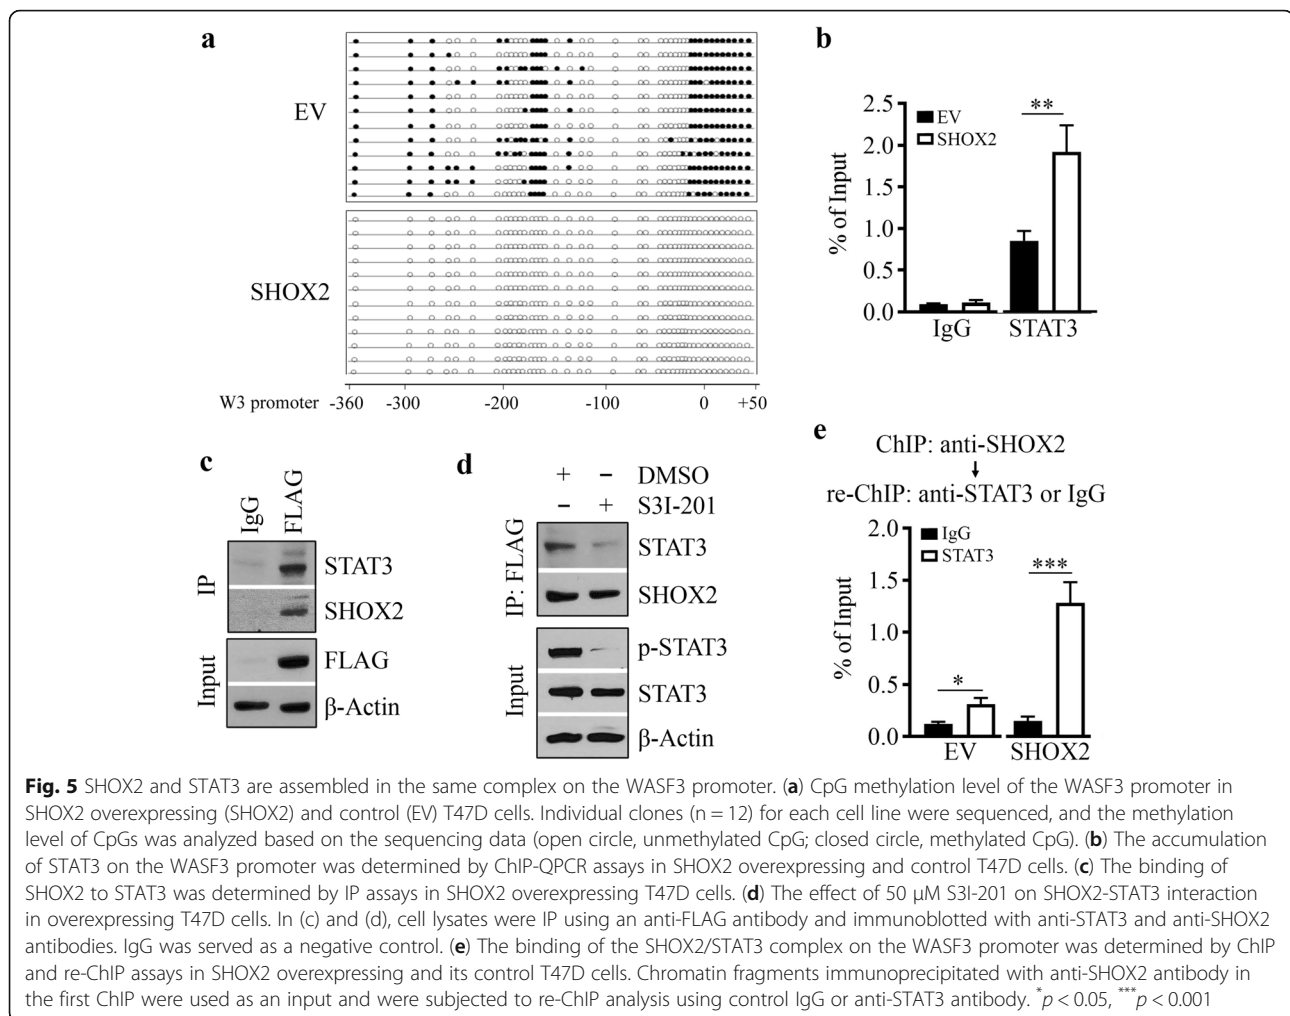 a
EV
SHOX2
W3 promoter -360 -300 -200 -100 0 +50
b
% of Input
2.5
2.0
1.5
1.0
0.5
0.0
EV
SHOX2
**
IgG STAT3
c
IgG FLAG
IP
STAT3
SHOX2
Input
FLAG
β-Actin
d
+ – DMSO
– + S3I-201
IP: FLAG
STAT3
SHOX2
Input
p-STAT3
STAT3
β-Actin
e
ChIP: anti-SHOX2
re-ChIP: anti-STAT3 or IgG
% of Input
2.0
1.5
1.0
0.5
0.0
IgG
STAT3
*
***
EV SHOX2
Fig. 5 SHOX2 and STAT3 are assembled in the same complex on the WASF3 promoter. (a) CpG methylation level of the WASF3 promoter in
SHOX2 overexpressing (SHOX2) and control (EV) T47D cells. Individual clones (n = 12) for each cell line were sequenced, and the methylation
level of CpGs was analyzed based on the sequencing data (open circle, unmethylated CpG; closed circle, methylated CpG). (b) The accumulation
of STAT3 on the WASF3 promoter was determined by ChIP-QPCR assays in SHOX2 overexpressing and control T47D cells. (c) The binding of
SHOX2 to STAT3 was determined by IP assays in SHOX2 overexpressing T47D cells. (d) The effect of 50 μM S3I-201 on SHOX2-STAT3 interaction
in overexpressing T47D cells. In (c) and (d), cell lysates were IP using an anti-FLAG antibody and immunoblotted with anti-STAT3 and anti-SHOX2
antibodies. IgG was served as a negative control. (e) The binding of the SHOX2/STAT3 complex on the WASF3 promoter was determined by ChIP
and re-ChIP assays in SHOX2 overexpressing and its control T47D cells. Chromatin fragments immunoprecipitated with anti-SHOX2 antibody in
the first ChIP were used as an input and were subjected to re-ChIP analysis using control IgG or anti-STAT3 antibody. *p < 0.05, ***p < 0.001